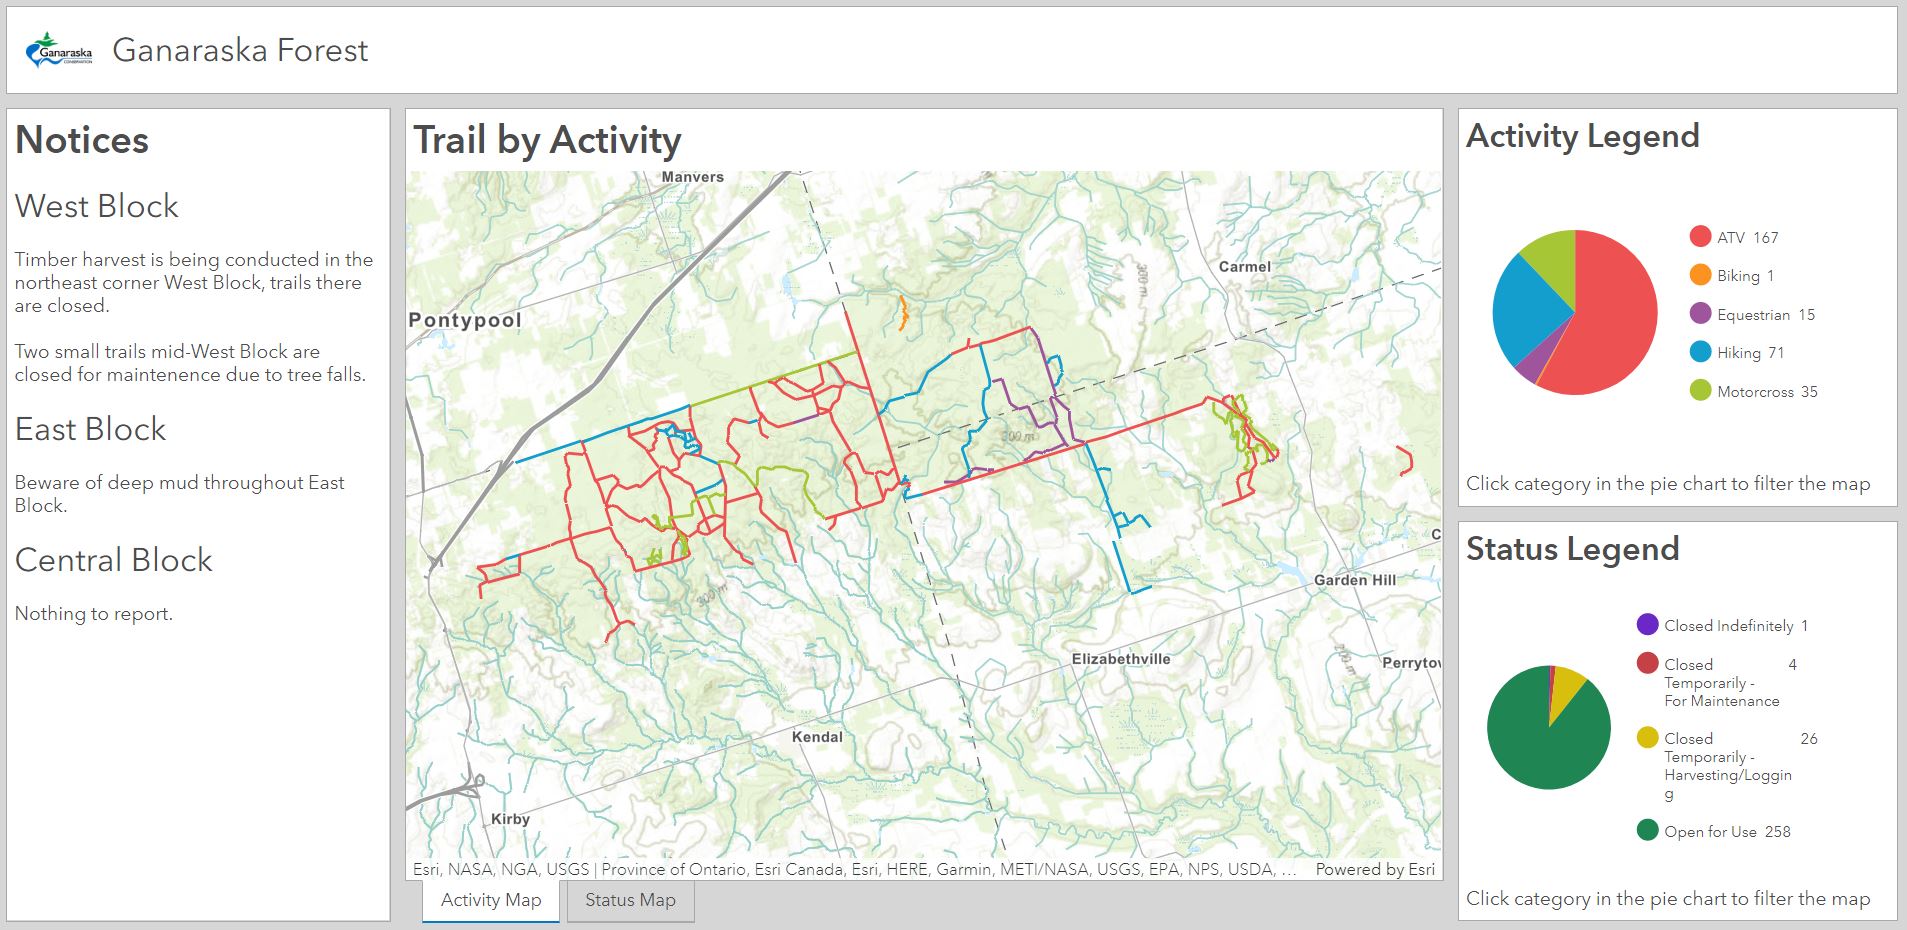 Ganaraska
CONSERVATION
Ganaraska Forest
Notices
West Block
Timber harvest is being conducted in the
northeast corner West Block, trails there
are closed.
Two small trails mid-West Block are
closed for maintenence due to tree falls.
East Block
Beware of deep mud throughout East
Block.
Central Block
Nothing to report.
Trail by Activity
Manvers
Carmel
Pontypool
300 m
300 m
300 m
Garden Hill
Elizabethville
Perrytow
200 m
Kendal
Kirby
C
Esri, NASA, NGA, USGS | Province of Ontario, Esri Canada, Esri, HERE, Garmin, METI/NASA, USGS, EPA, NPS, USDA, ...
Powered by Esri
Activity Map
Status Map
Activity Legend
ATV 167
Biking 1
Equestrian 15
Hiking 71
Motorcross 35
Click category in the pie chart to filter the map
Status Legend
Closed Indefinitely 1
Closed 4
Temporarily -
For Maintenance
Closed 26
Temporarily -
Harvesting/Loggin
g
Open for Use 258
Click category in the pie chart to filter the map